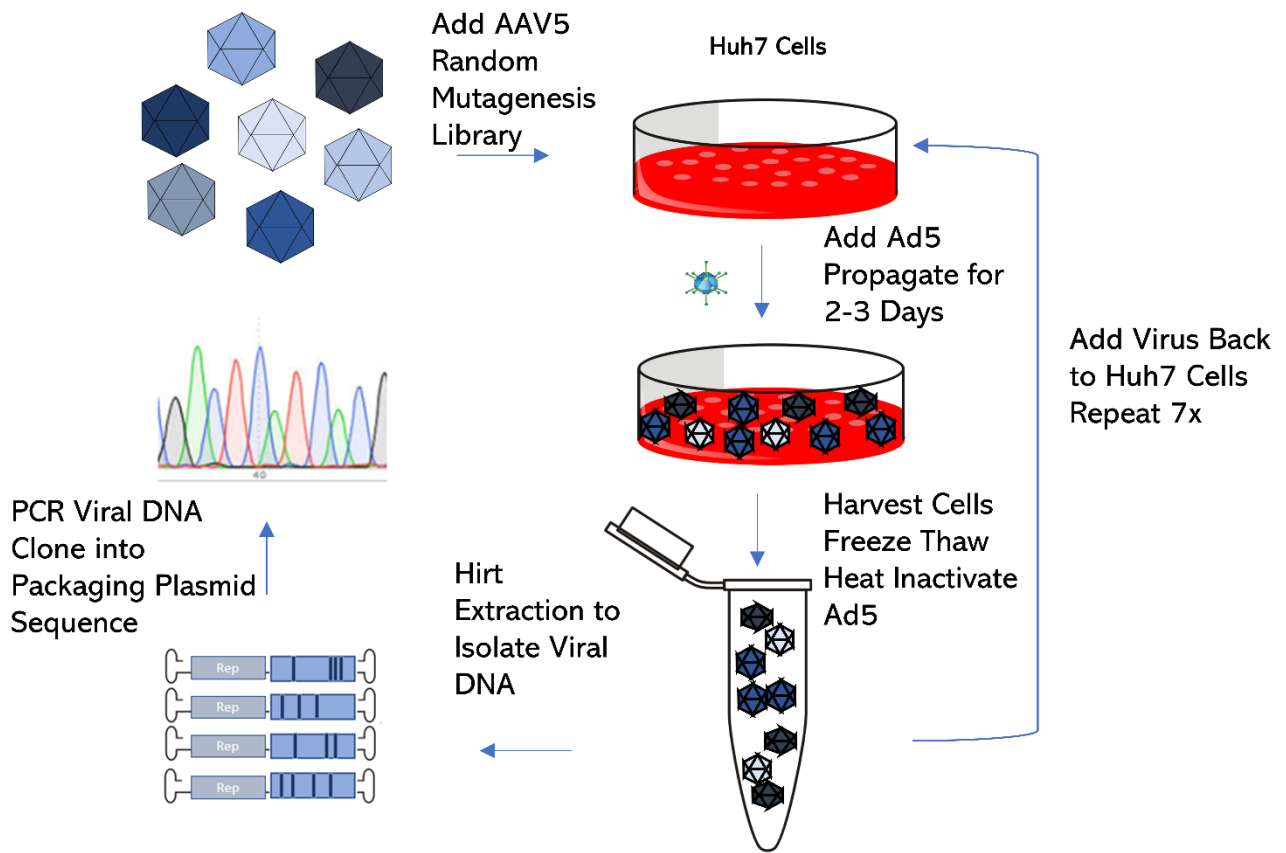 Add AAV5
Random
Mutagenesis
Library
Huh7 Cells
Add Ad5
Propagate for
2-3 Days
Add Virus Back
to Huh7 Cells
Repeat 7x
Harvest Cells
Freeze Thaw
Heat Inactivate
Ad5
Hirt
Extraction to
Isolate Viral
DNA
Rep
Rep
Rep
Rep
PCR Viral DNA
Clone into
Packaging Plasmid
Sequence
40